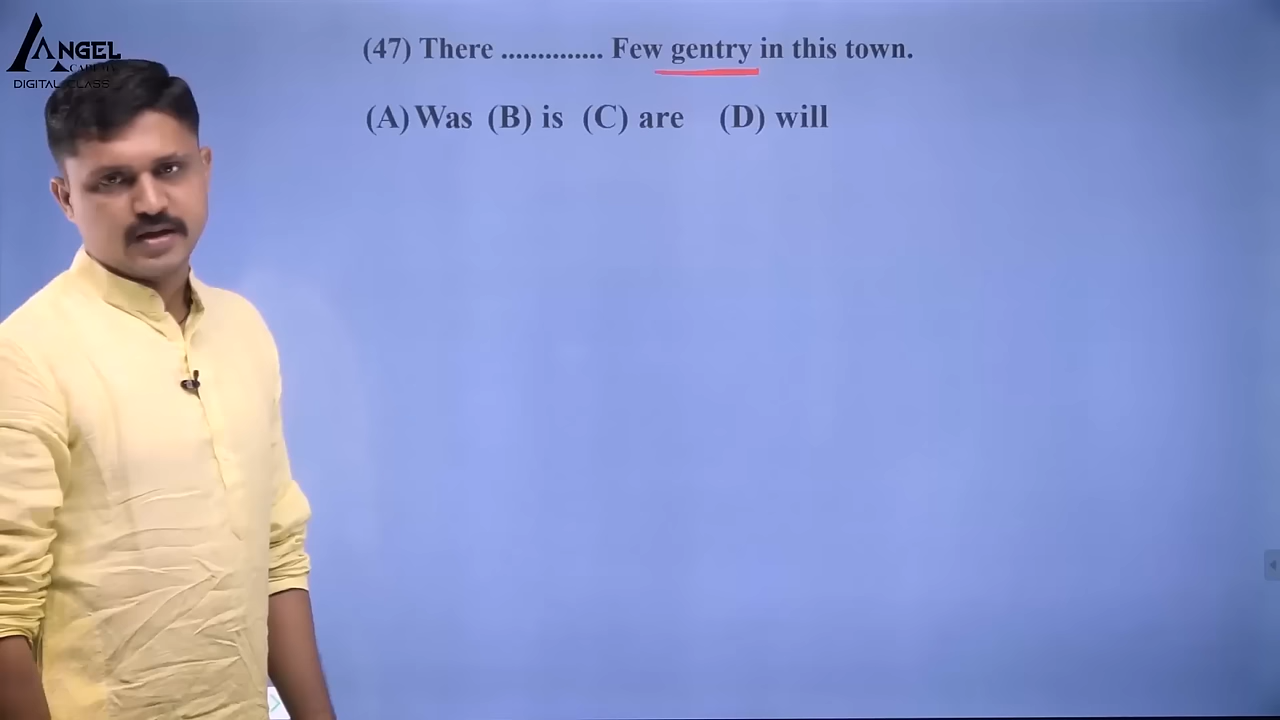 ANGEL
DIGITAL CLASS
(47) There .............. Few gentry in this town.
(A) Was (B) is (C) are (D) will